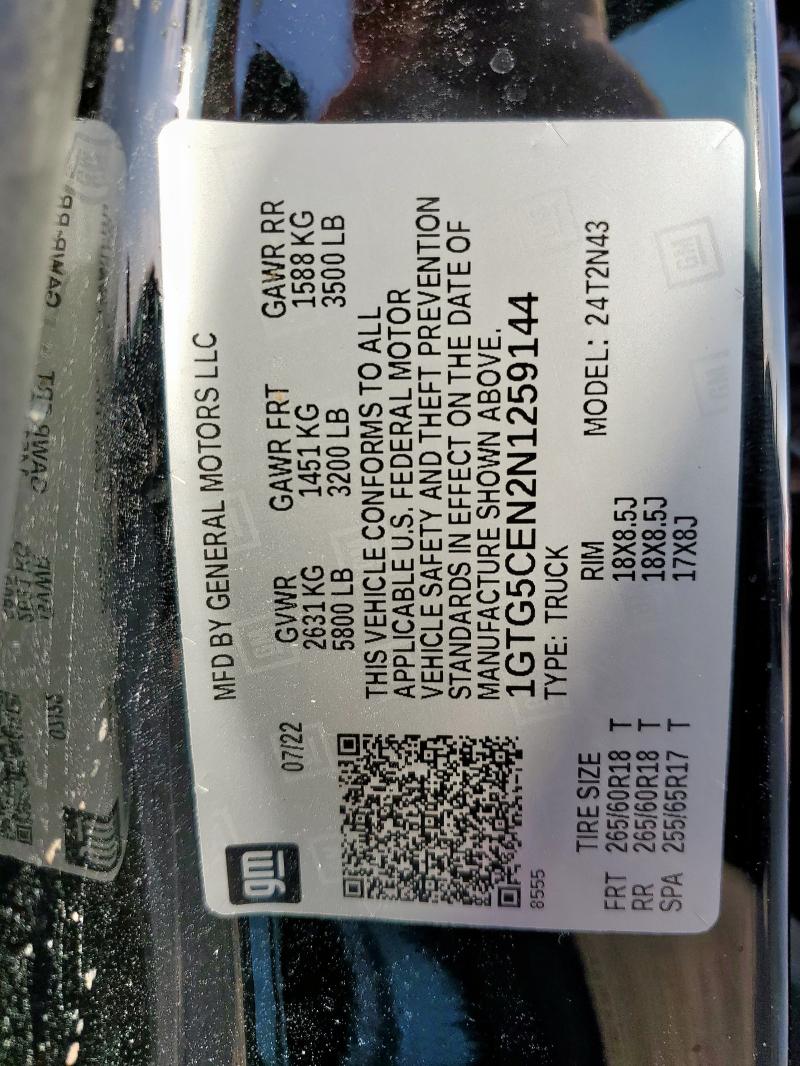 gm
07/22
MFD BY GENERAL MOTORS LLC
GVWR GAWR FRT GAWR RR
2631 KG 1451 KG 1588 KG
5800 LB 3200 LB 3500 LB
THIS VEHICLE CONFORMS TO ALL
APPLICABLE U.S. FEDERAL MOTOR
VEHICLE SAFETY AND THEFT PREVENTION
STANDARDS IN EFFECT ON THE DATE OF
MANUFACTURE SHOWN ABOVE.
1GTG5CEN2N1259144
8555
TYPE: TRUCK
TIRE SIZE RIM MODEL: 24T2N43
FRT 265/60R18 T 18X8.5J
RR 265/60R18 T 18X8.5J
SPA 255/65R17 T 17X8J